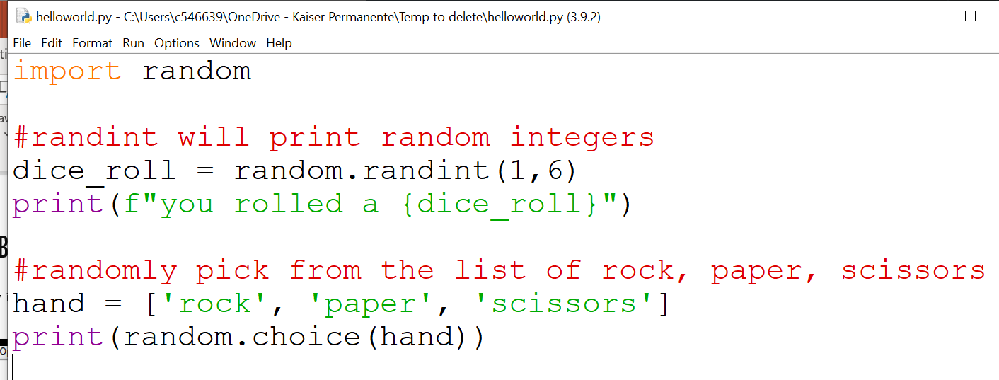 helloworld.py - C:\Users\c546639\OneDrive - Kaiser Permanente\Temp to delete\helloworld.py (3.9.2)
File Edit Format Run Options Window Help
import random
#randint will print random integers
dice_roll = random.randint(1,6)
print(f"you rolled a {dice_roll}")
#randomly pick from the list of rock, paper, scissors
hand = ['rock', 'paper', 'scissors']
print(random.choice(hand))